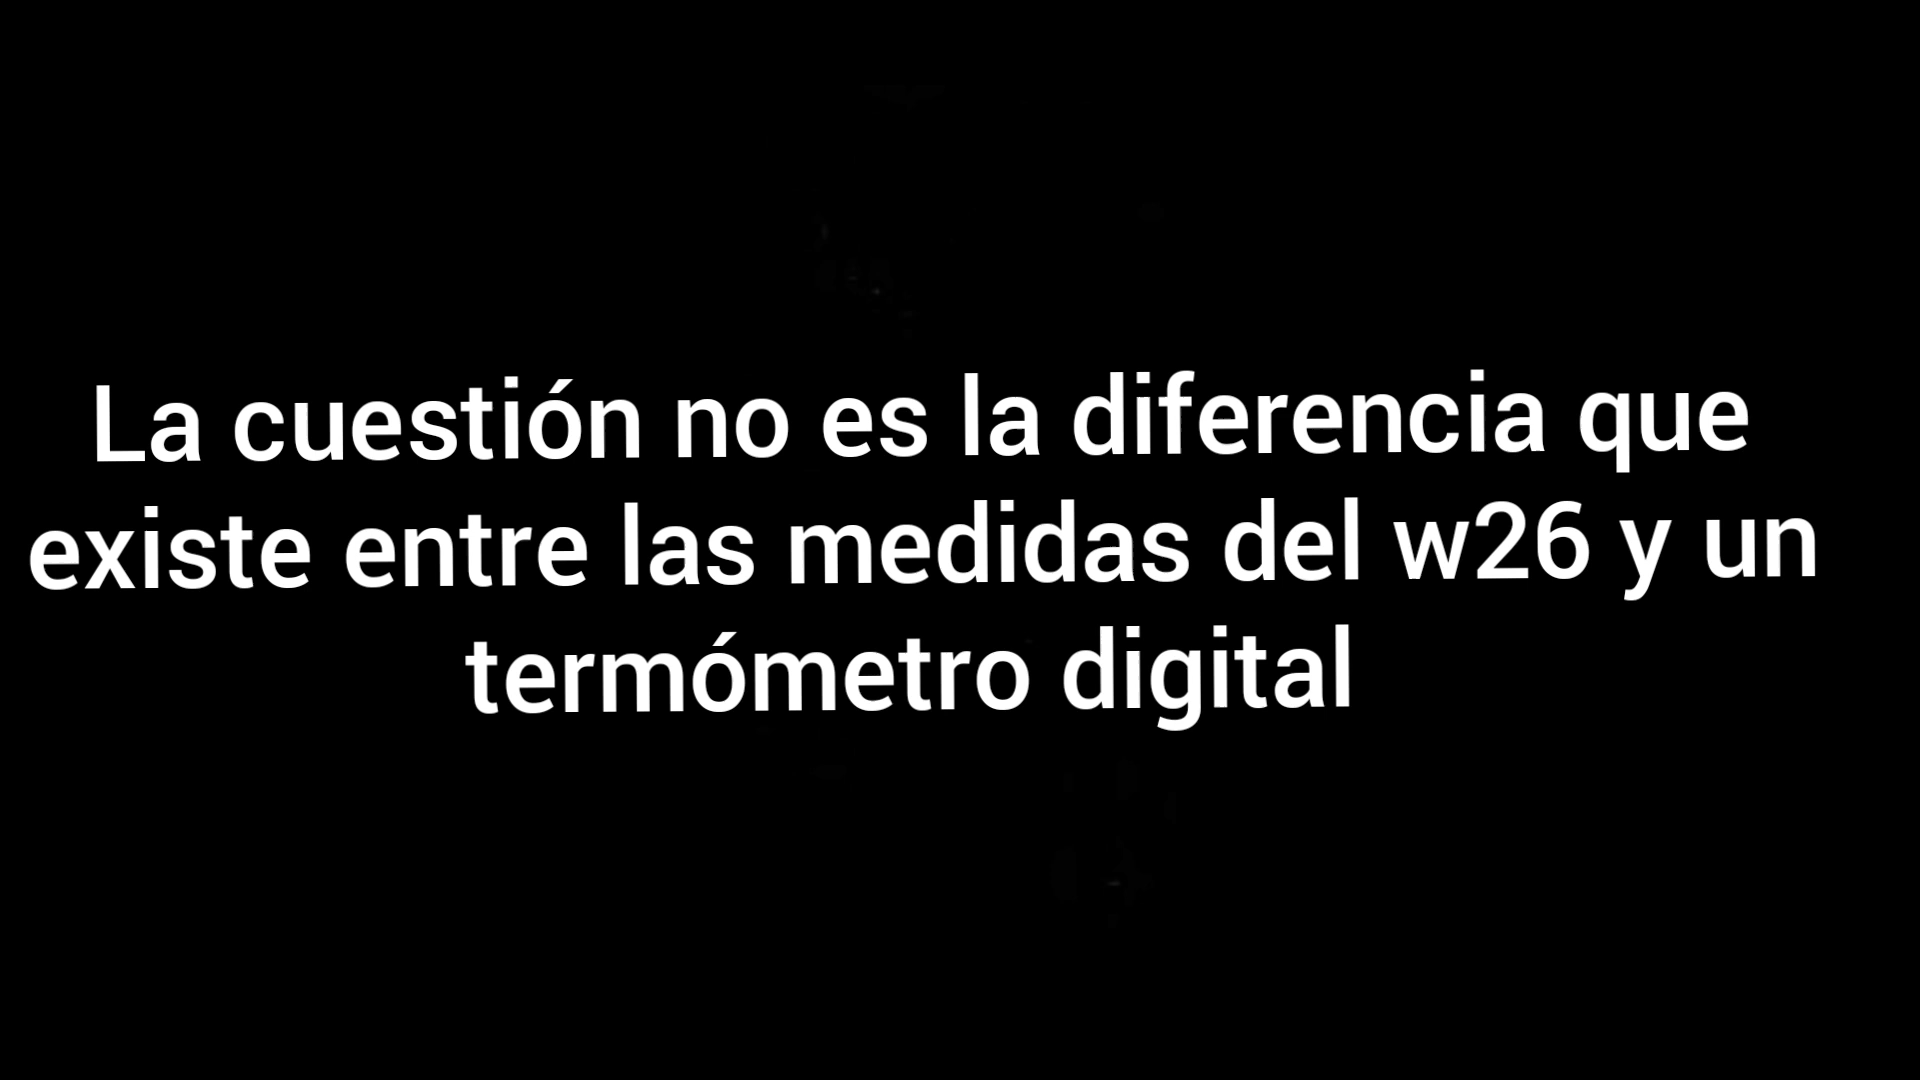 La cuestión no es la diferencia que
existe entre las medidas del w26 y un
termómetro digital